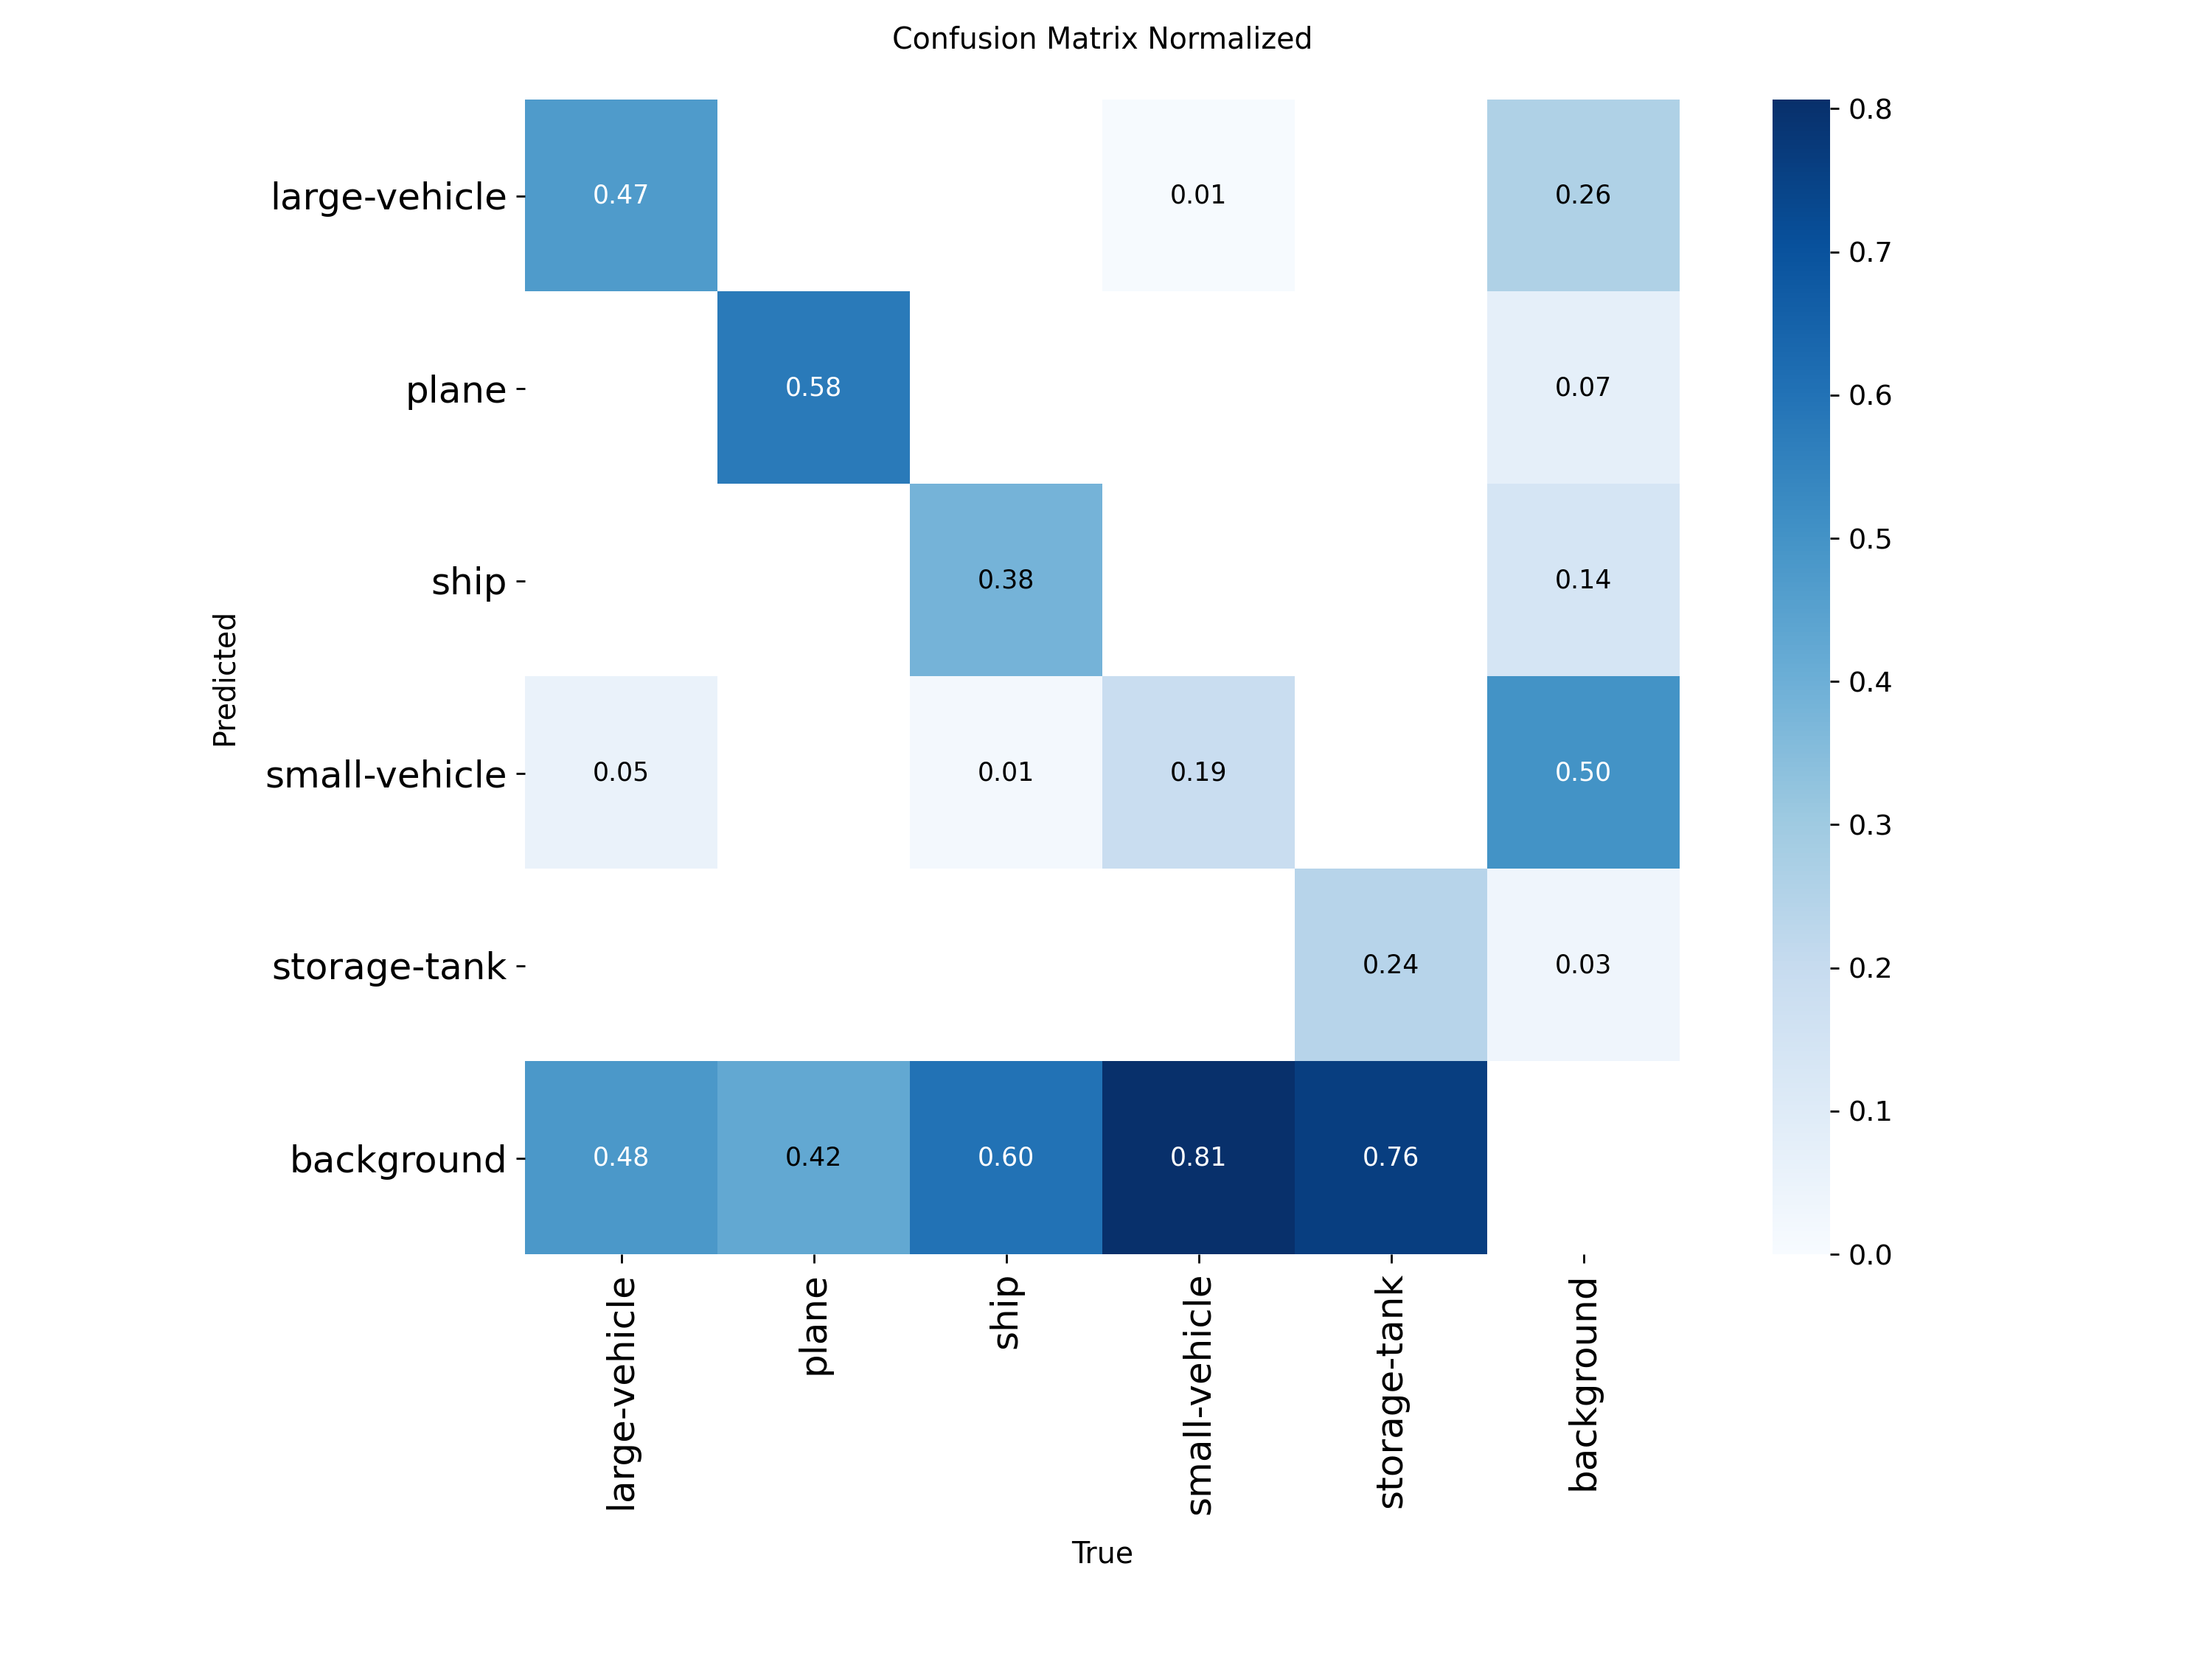 Confusion Matrix Normalized
large-vehicle 0.47 0.01 0.26
plane 0.58 0.07
ship 0.38 0.14
small-vehicle 0.05 0.01 0.19 0.50
storage-tank 0.24 0.03
background 0.48 0.42 0.60 0.81 0.76
Predicted
large-vehicle
plane
ship
small-vehicle
storage-tank
background
True
0.8
0.7
0.6
0.5
0.4
0.3
0.2
0.1
0.0